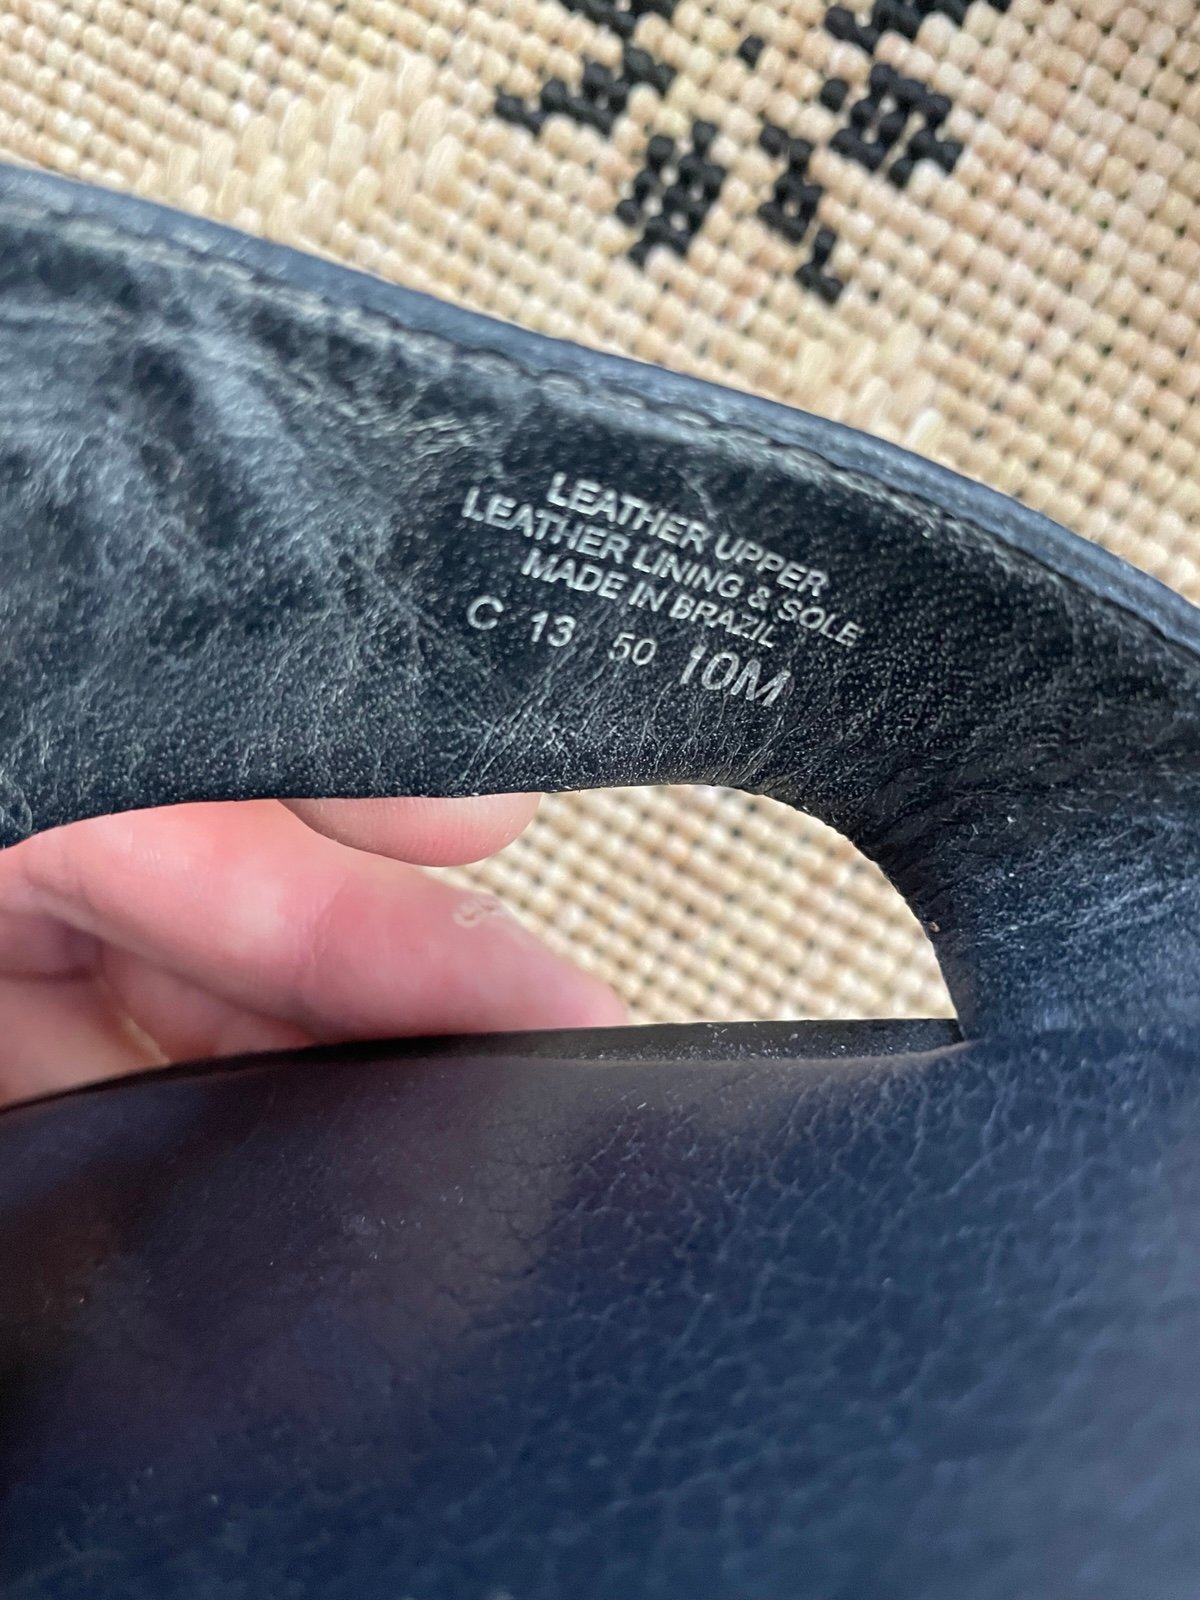 LEATHER UPPER
LEATHER LINING & SOLE
MADE IN BRAZIL
C 13 50 10M